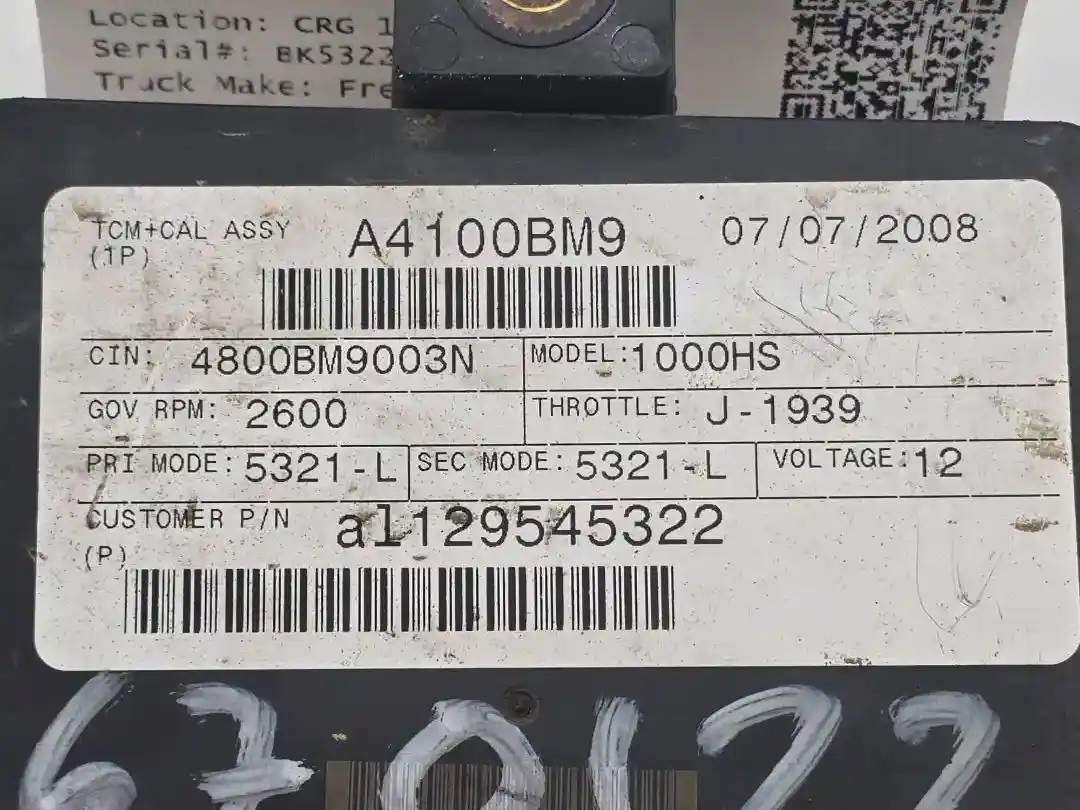 Location: CRG 1
Serial#: BK5322
Truck Make: Fre
TCM+CAL ASSY A4100BM9 07/07/2008
(1P)
CIN: 4800BM9003N MODEL: 1000HS
GOV RPM: 2600 THROTTLE: J-1939
PRI MODE: 5321-L SEC MODE: 5321-L VOLTAGE: 12
CUSTOMER P/N al129545322
(P)